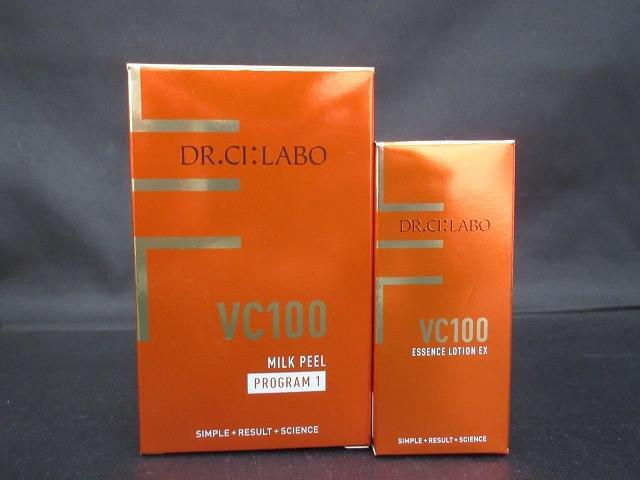 DR.CI:LABO
VC100
MILK PEEL
PROGRAM 1
SIMPLE + RESULT + SCIENCE
DR.CI:LABO
VC100
ESSENCE LOTION EX
SIMPLE + RESULT + SCIENCE